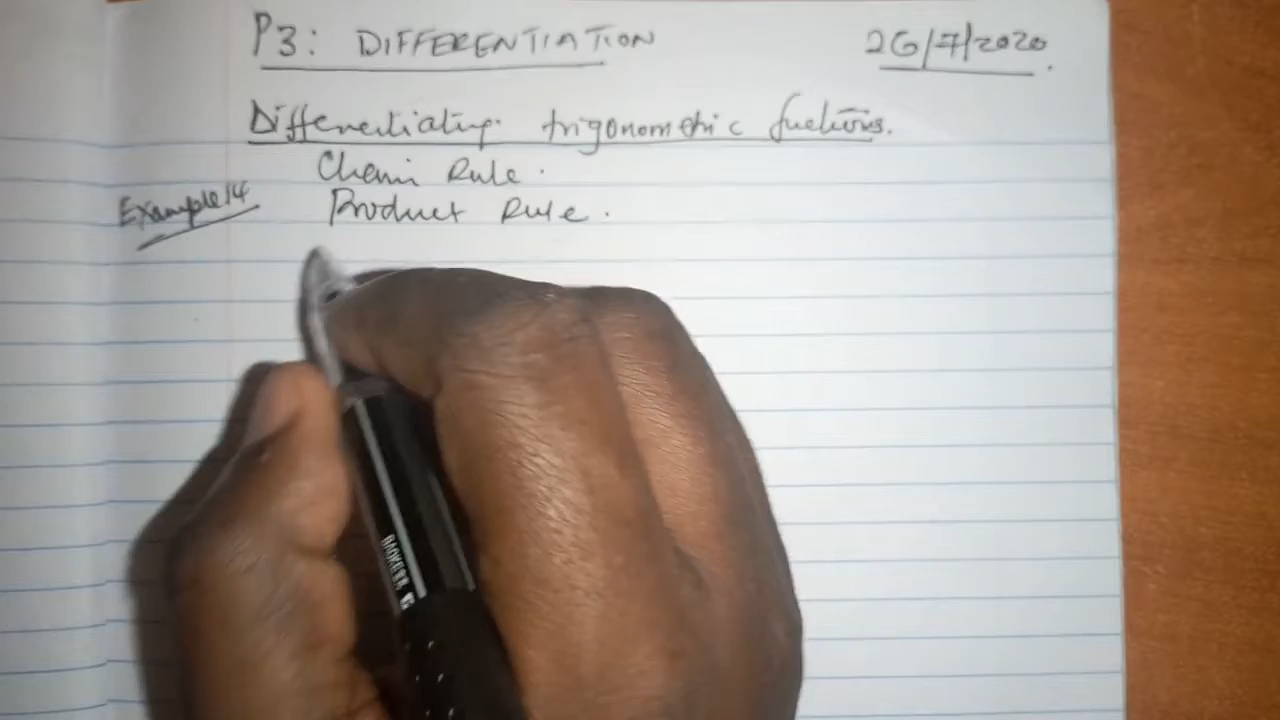 P3: DIFFERENTIATION 26/7/2020.
Differentiating trigonometric functions.
Chain Rule.
Example 14
Product Rule.